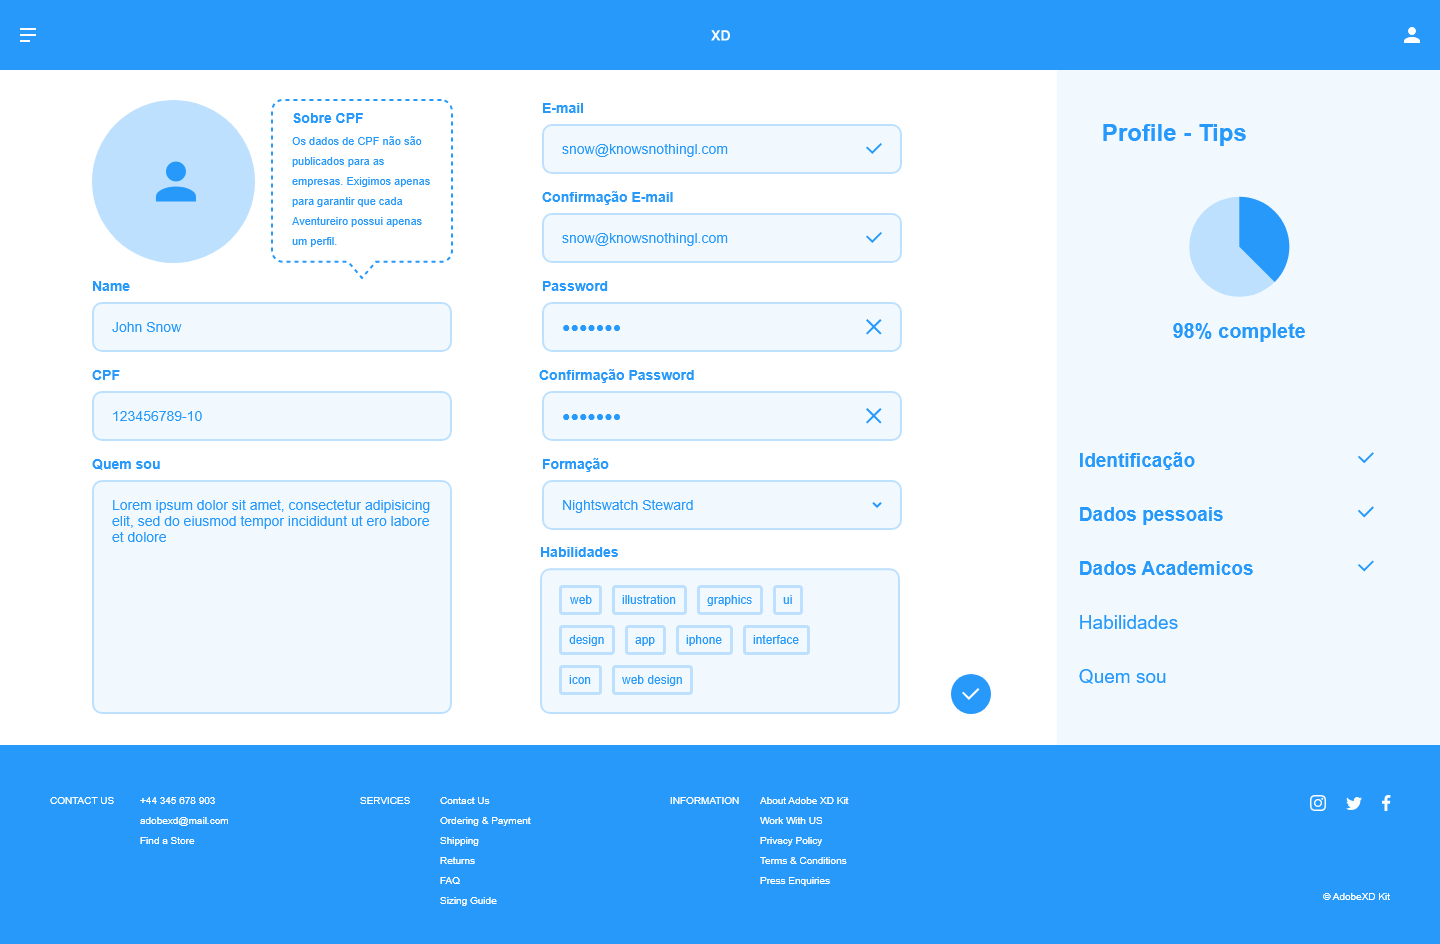 XD
Sobre CPF
Os dados de CPF não são
publicados para as
empresas. Exigimos apenas
para garantir que cada
Aventureiro possui apenas
um perfil.
Name
John Snow
CPF
123456789-10
Quem sou
Lorem ipsum dolor sit amet, consectetur adipisicing
elit, sed do eiusmod tempor incididunt ut ero labore
et dolore
E-mail
snow@knowsnothingl.com
Confirmação E-mail
snow@knowsnothingl.com
Password
●●●●●●●
Confirmação Password
●●●●●●●
Formação
Nightswatch Steward
Habilidades
web illustration graphics ui
design app iphone interface
icon web design
Profile - Tips
98% complete
Identificação
Dados pessoais
Dados Academicos
Habilidades
Quem sou
CONTACT US
+44 345 678 903
adobexd@mail.com
Find a Store
SERVICES
Contact Us
Ordering & Payment
Shipping
Returns
FAQ
Sizing Guide
INFORMATION
About Adobe XD Kit
Work With US
Privacy Policy
Terms & Conditions
Press Enquiries
© AdobeXD Kit